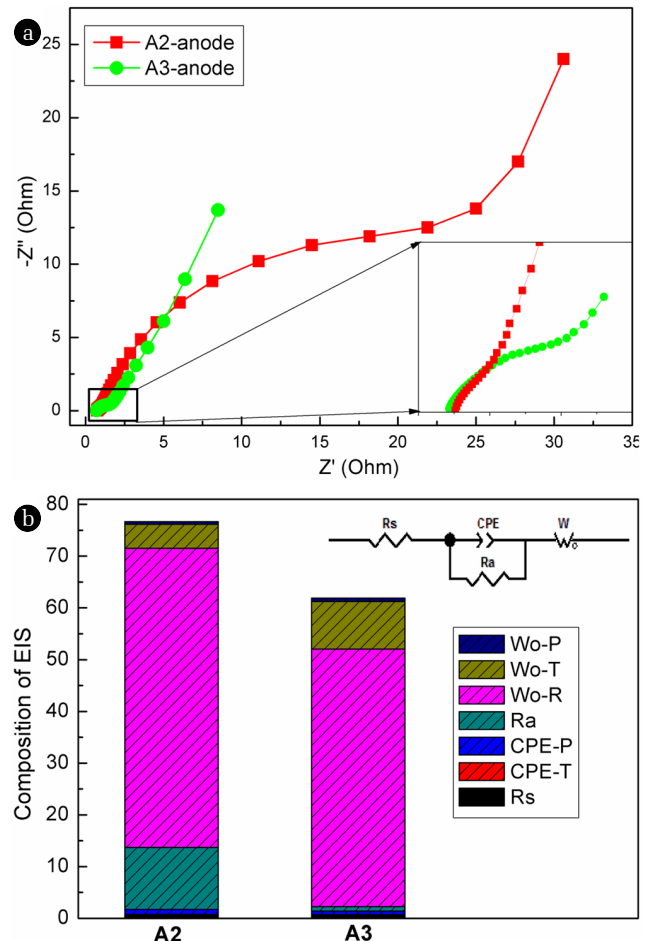 a
A2-anode
A3-anode
-Z" (Ohm)
25
20
15
10
5
0
0 5 10 15 20 25 30 35
Z' (Ohm)
b
Composition of EIS
80
70
60
50
40
30
20
10
0
Rs CPE W
Ra
Wo-P
Wo-T
Wo-R
Ra
CPE-P
CPE-T
Rs
A2 A3